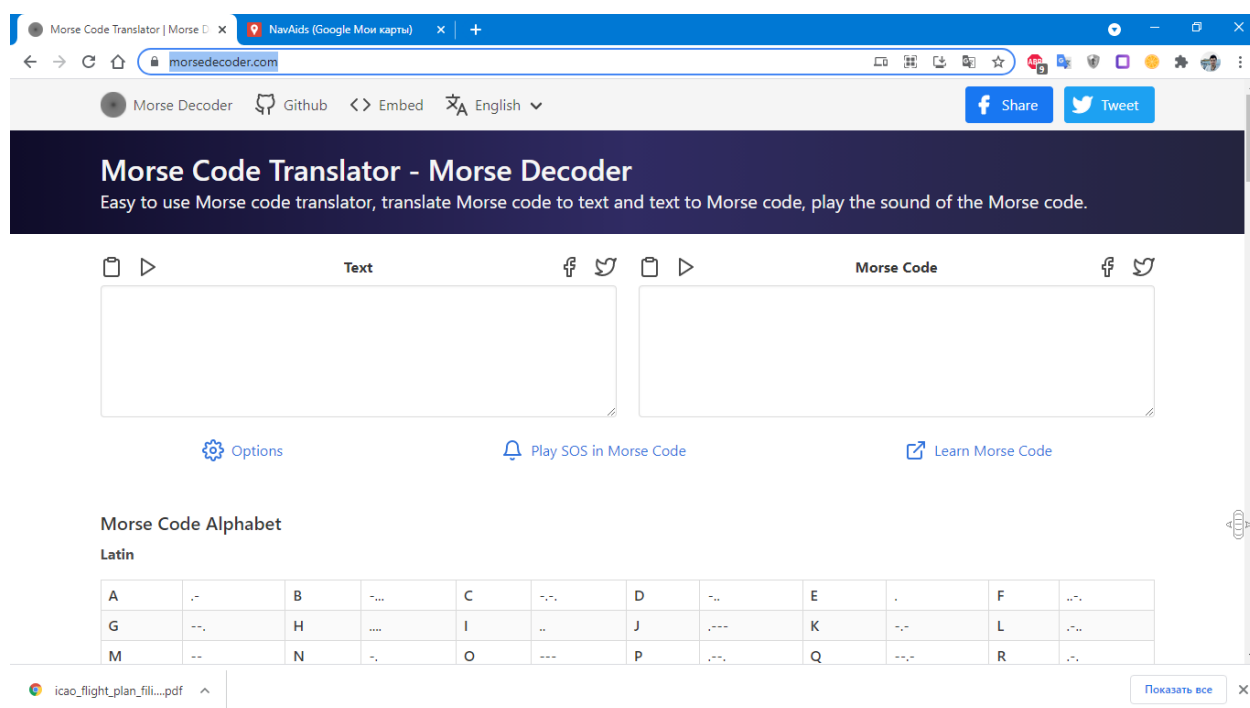 Morse Code Translator | Morse D
NavAids (Google Мои карты)
morsedecoder.com
ABP
9
Morse Decoder Github <> Embed English Share Tweet
Morse Code Translator - Morse Decoder
Easy to use Morse code translator, translate Morse code to text and text to Morse code, play the sound of the Morse code.
Text Morse Code
Options Play SOS in Morse Code Learn Morse Code
Morse Code Alphabet
Latin
A .- B -... C -.-. D -.. E . F ..-.
G --. H .... I .. J .--- K -.- L .-..
M -- N -. O --- P .--. Q --.- R .-.
icao_flight_plan_fili....pdf Показать все